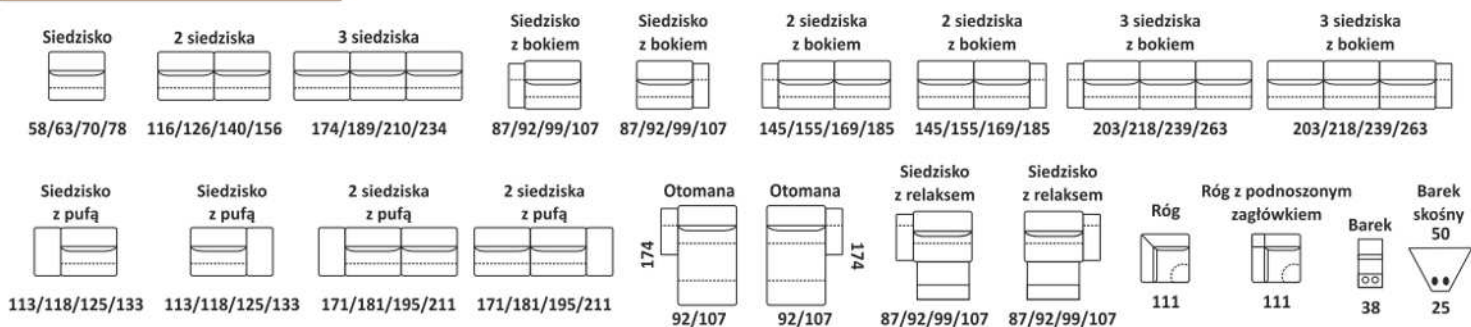 Siedzisko
58/63/70/78
2 siedziska
116/126/140/156
3 siedziska
174/189/210/234
Siedzisko
z bokiem
87/92/99/107
Siedzisko
z bokiem
87/92/99/107
2 siedziska
z bokiem
145/155/169/185
2 siedziska
z bokiem
145/155/169/185
3 siedziska
z bokiem
203/218/239/263
3 siedziska
z bokiem
203/218/239/263
Siedzisko
z pufą
113/118/125/133
Siedzisko
z pufą
113/118/125/133
2 siedziska
z pufą
171/181/195/211
2 siedziska
z pufą
171/181/195/211
Otomana
174
92/107
Otomana
174
92/107
Siedzisko
z relaksem
87/92/99/107
Siedzisko
z relaksem
87/92/99/107
Róg
111
Róg z podnoszonym
zagłówkiem
111
Barek
38
Barek
skośny
50
25